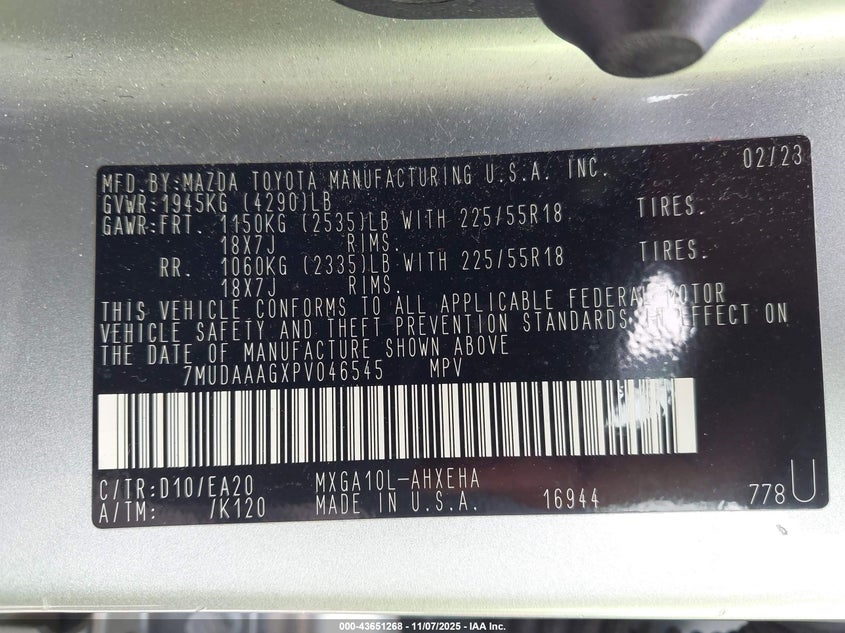 MFD.BY:MAZDA TOYOTA MANUFACTURING U.S.A. INC. 02/23
GVWR:1945KG (4290)LB
GAWR:FRT. 1150KG (2535)LB WITH 225/55R18 TIRES.
18X7J RIMS.
RR. 1060KG (2335)LB WITH 225/55R18 TIRES.
18X7J RIMS.
THIS VEHICLE CONFORMS TO ALL APPLICABLE FEDERAL MOTOR
VEHICLE SAFETY AND THEFT PREVENTION STANDARDS IN EFFECT ON
THE DATE OF MANUFACTURE SHOWN ABOVE
7MUDAAAGXPV046545 MPV
C/TR:D10/EA20 MXGA10L-AHXEHA
A/TM: /K120 MADE IN U.S.A. 16944 778U
000-43651268 - 11/07/2025 - IAA Inc.